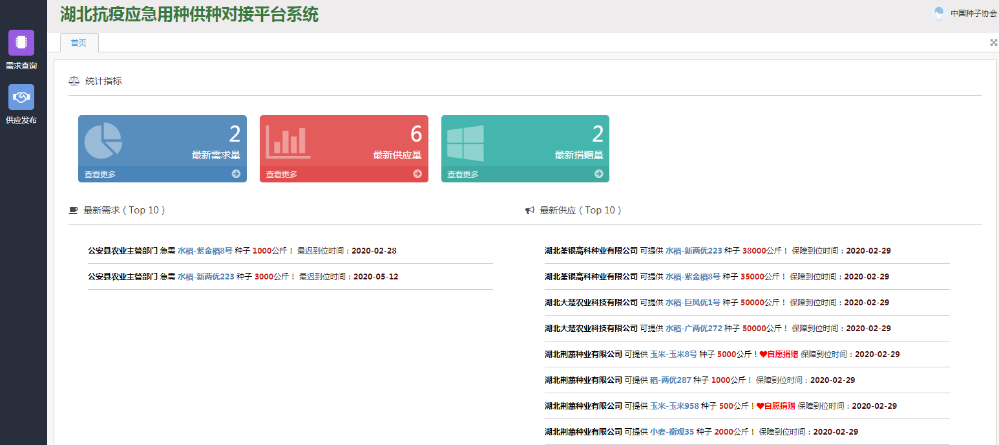 湖北抗疫应急用种供种对接平台系统
中国种子协会
首页
需求查询
供应发布
统计指标
2
最新需求量
查看更多
6
最新供应量
查看更多
2
最新捐赠量
查看更多
最新需求 ( Top 10 )
公安县农业主管部门 急需 水稻-紫金稻8号 种子 1000公斤！ 最迟到位时间：2020-02-28
公安县农业主管部门 急需 水稻-新两优223 种子 3000公斤！ 最迟到位时间：2020-05-12
最新供应 ( Top 10 )
湖北荃银高科种业有限公司 可提供 水稻-新两优223 种子 38000公斤！ 保障到位时间：2020-02-29
湖北荃银高科种业有限公司 可提供 水稻-紫金稻8号 种子 35000公斤！ 保障到位时间：2020-02-29
湖北大楚农业科技有限公司 可提供 水稻-巨风优1号 种子 50000公斤！ 保障到位时间：2020-02-29
湖北大楚农业科技有限公司 可提供 水稻-广两优272 种子 50000公斤！ 保障到位时间：2020-02-29
湖北荆蔬种业有限公司 可提供 玉米-玉米8号 种子 5000公斤！❤自愿捐赠 保障到位时间：2020-02-29
湖北荆蔬种业有限公司 可提供 稻-两优287 种子 1000公斤！ 保障到位时间：2020-02-29
湖北荆蔬种业有限公司 可提供 玉米-玉米958 种子 500公斤！❤自愿捐赠 保障到位时间：2020-02-29
湖北荆蔬种业有限公司 可提供 小麦-衡观35 种子 2000公斤！ 保障到位时间：2020-02-29